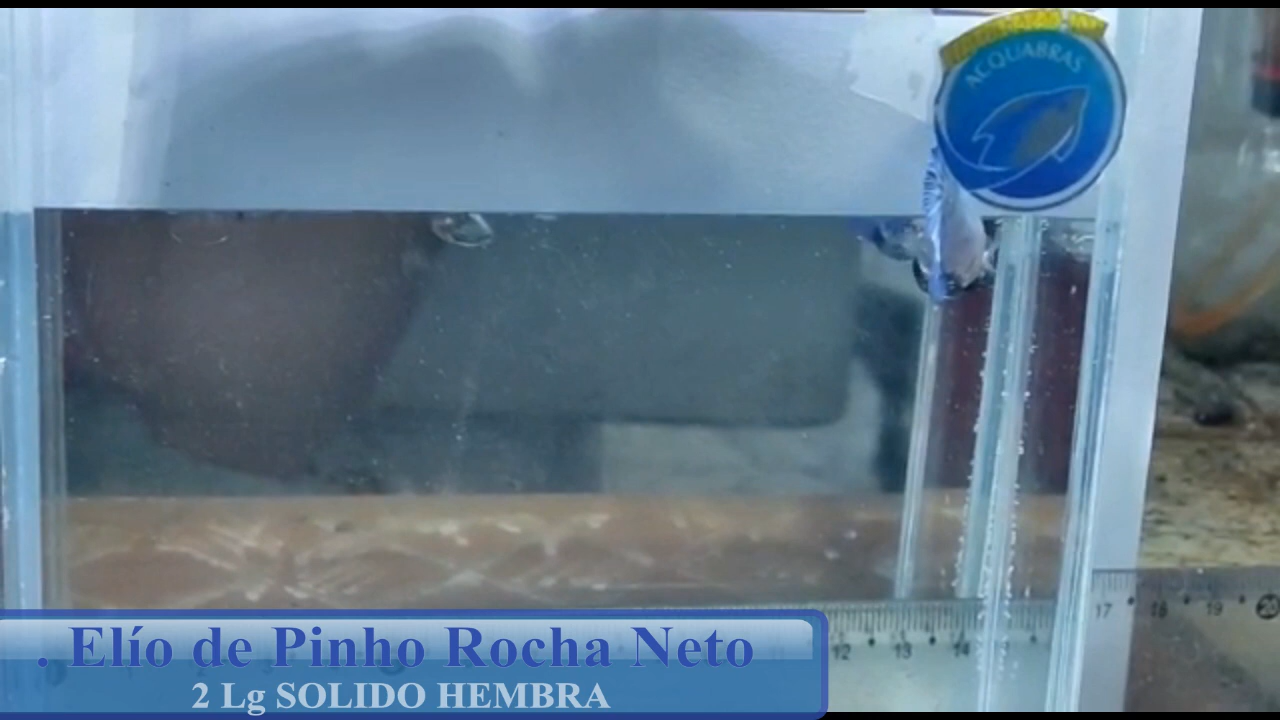 ACQUABRAS
12 13 14
17 18 19 20
. Elío de Pinho Rocha Neto
2 Lg SOLIDO HEMBRA